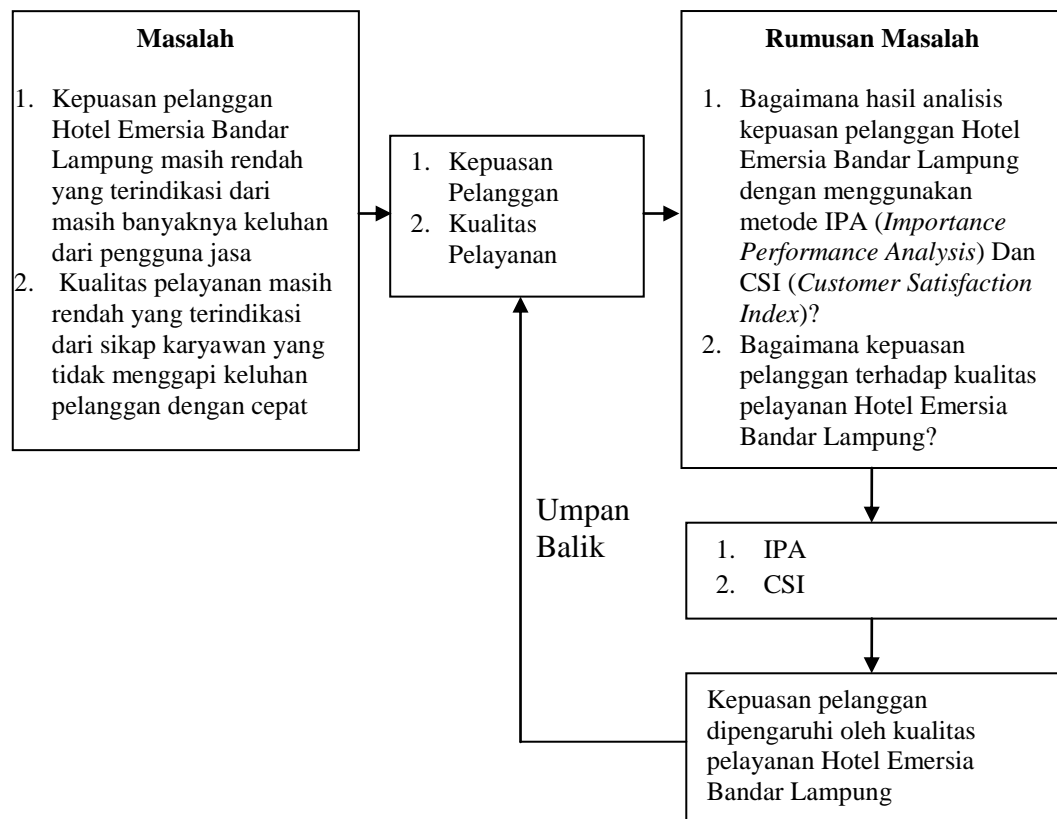 Masalah
1. Kepuasan pelanggan
Hotel Emersia Bandar
Lampung masih rendah
yang terindikasi dari
masih banyaknya keluhan
dari pengguna jasa
2. Kualitas pelayanan masih
rendah yang terindikasi
dari sikap karyawan yang
tidak menggapi keluhan
pelanggan dengan cepat
1. Kepuasan
Pelanggan
2. Kualitas
Pelayanan
Rumusan Masalah
1. Bagaimana hasil analisis
kepuasan pelanggan Hotel
Emersia Bandar Lampung
dengan menggunakan
metode IPA (Importance
Performance Analysis) Dan
CSI (Customer Satisfaction
Index)?
2. Bagaimana kepuasan
pelanggan terhadap kualitas
pelayanan Hotel Emersia
Bandar Lampung?
Umpan
Balik
1. IPA
2. CSI
Kepuasan pelanggan
dipengaruhi oleh kualitas
pelayanan Hotel Emersia
Bandar Lampung